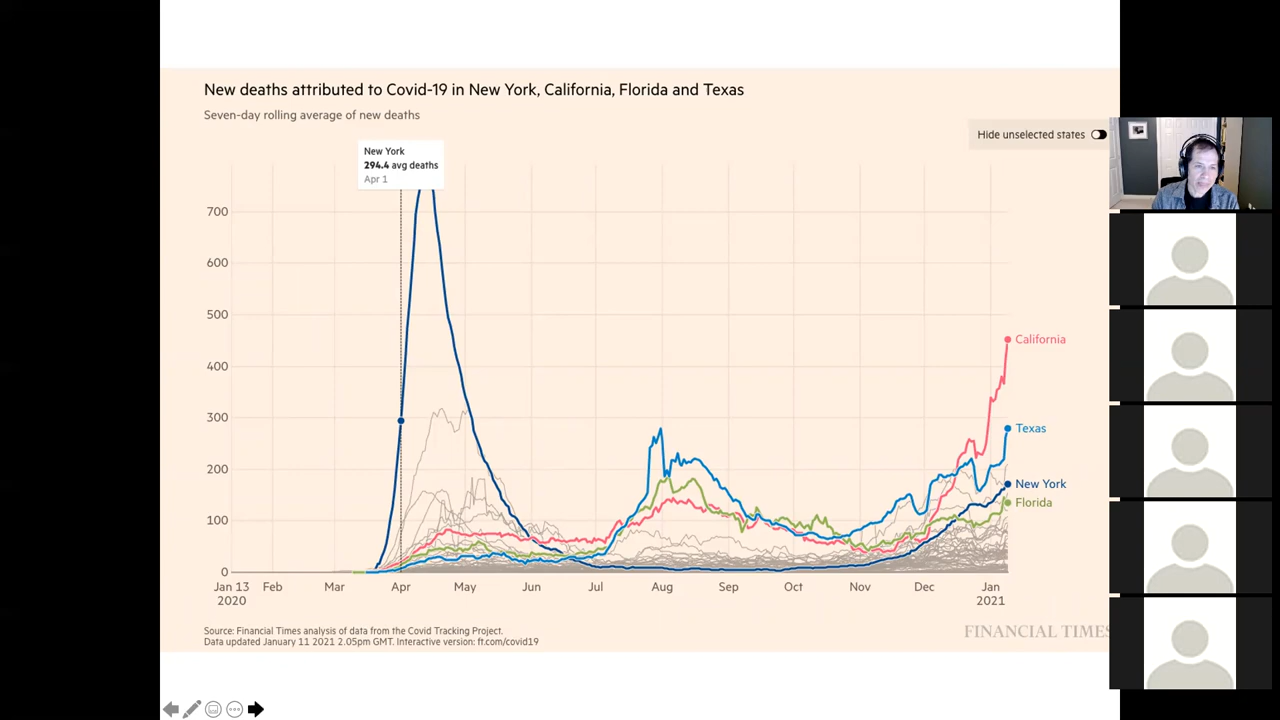 New deaths attributed to Covid-19 in New York, California, Florida and Texas
Seven-day rolling average of new deaths
Hide unselected states
New York
294.4 avg deaths
Apr 1
700
600
500
400
300
200
100
0
California
Texas
New York
Florida
Jan 13 Feb Mar Apr May Jun Jul Aug Sep Oct Nov Dec Jan
2020 2021
Source: Financial Times analysis of data from the Covid Tracking Project.
Data updated January 11 2021 2.05pm GMT. Interactive version: ft.com/covid19
FINANCIAL TIMES